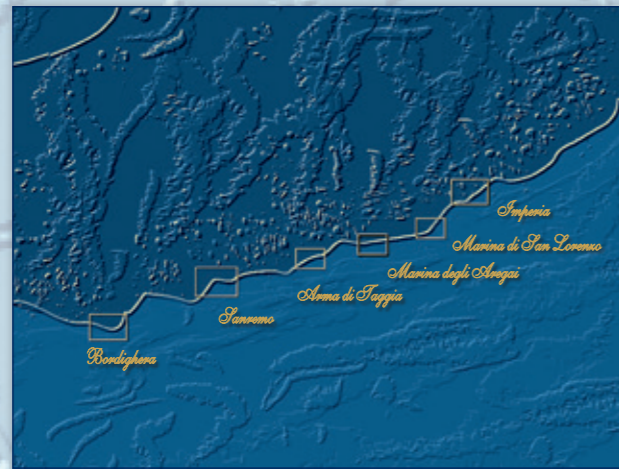 Imperia
Marina di San Lorenzo
Marina degli Aregai
Arma di Taggia
Sanremo
Bordighera